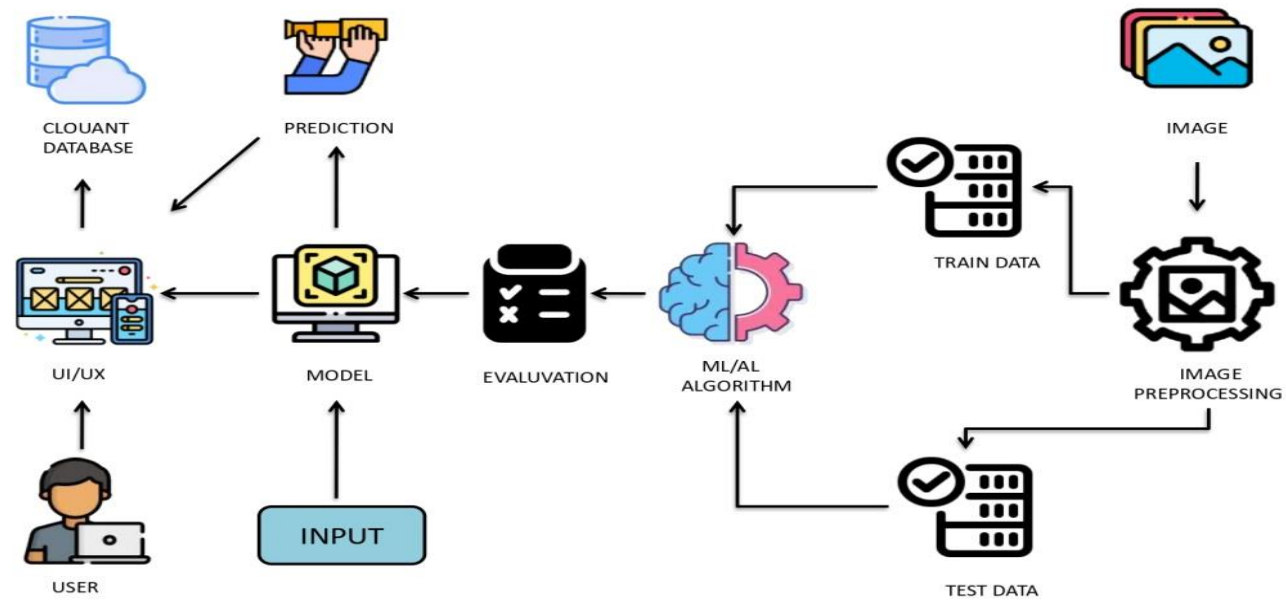 CLOUANT
DATABASE
PREDICTION
IMAGE
TRAIN DATA
UI/UX
MODEL
EVALUVATION
ML/AL
ALGORITHM
IMAGE
PREPROCESSING
INPUT
USER
TEST DATA